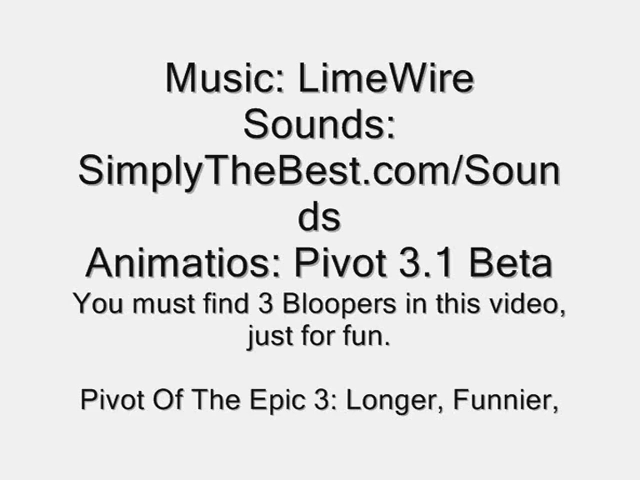 Music: LimeWire
Sounds:
SimplyTheBest.com/Soun
ds
Animatios: Pivot 3.1 Beta
You must find 3 Bloopers in this video,
just for fun.
Pivot Of The Epic 3: Longer, Funnier,